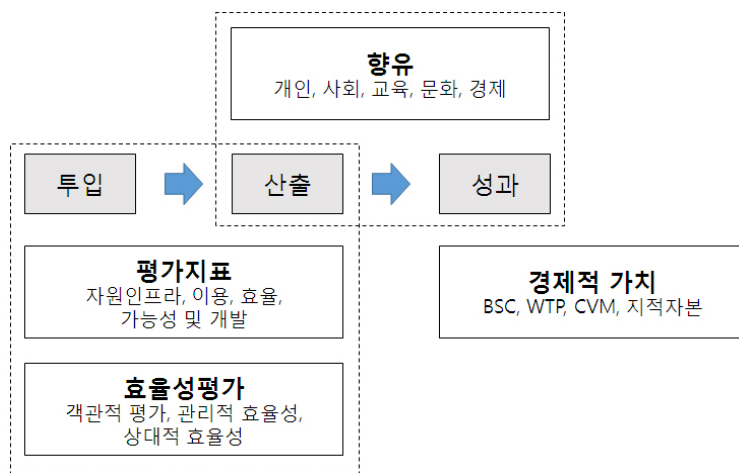 향유
개인, 사회, 교육, 문화, 경제
투입
산출
성과
평가지표
자원인프라, 이용, 효율,
가능성 및 개발
경제적 가치
BSC, WTP, CVM, 지적자본
효율성평가
객관적 평가, 관리적 효율성,
상대적 효율성